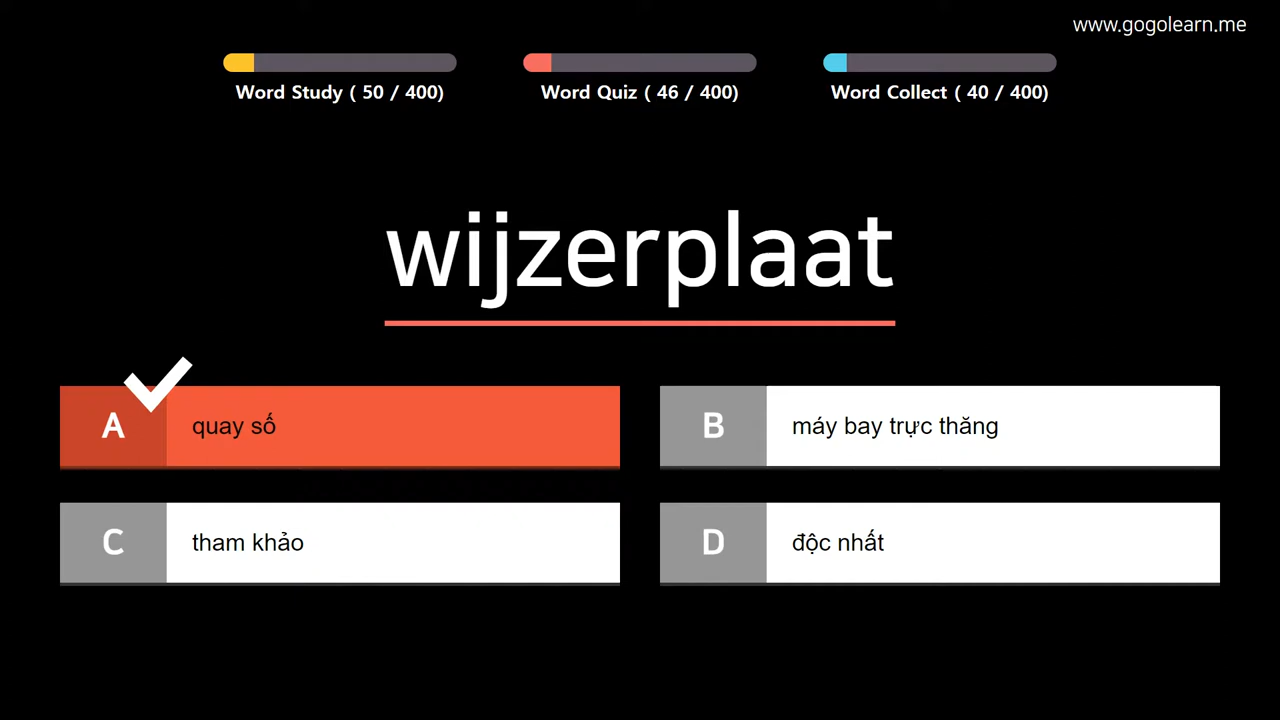 www.gogolearn.me
Word Study ( 50 / 400)
Word Quiz ( 46 / 400)
Word Collect ( 40 / 400)
wijzerplaat
A quay số
B máy bay trực thăng
C tham khảo
D độc nhất